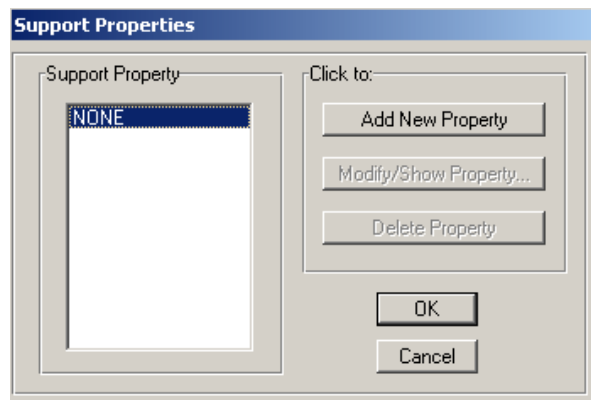 Support Properties
Support Property
NONE
Click to:
Add New Property
Modify/Show Property...
Delete Property
OK
Cancel